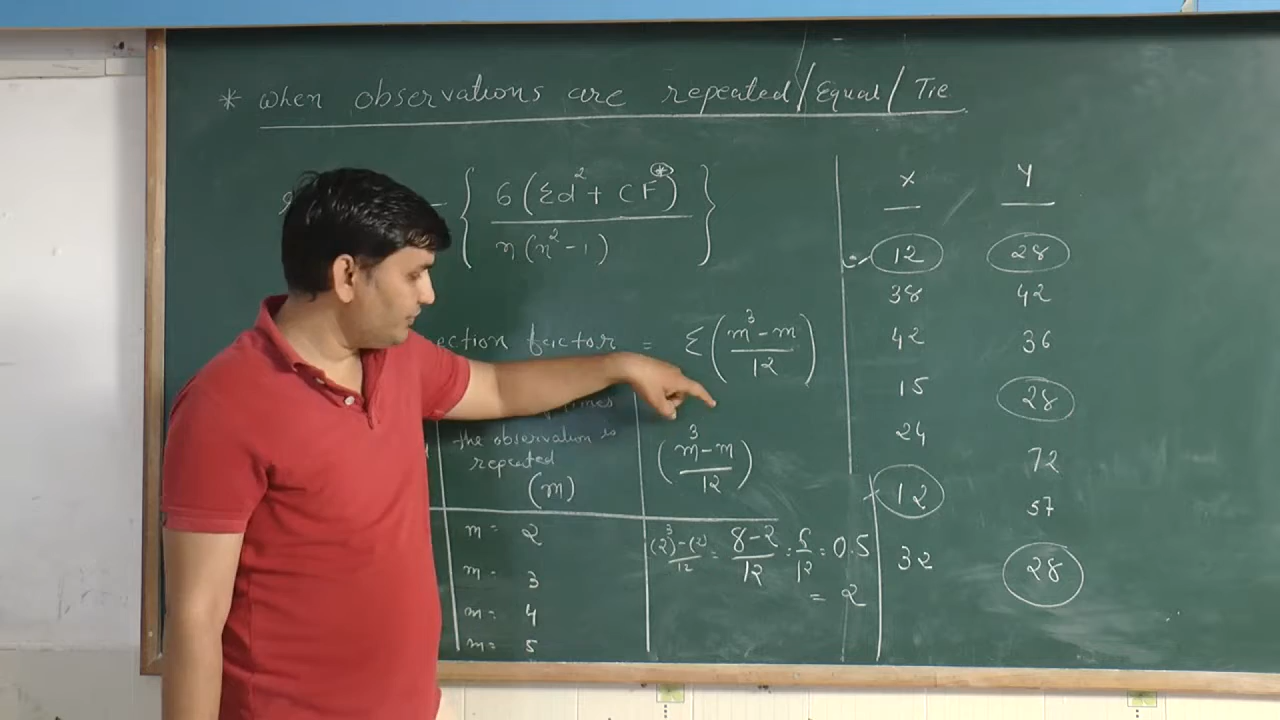 * When observations are repeated/Equal/Tie
{ 6(Σd² + CF*) / n(n² - 1) }
ection factor = Σ(m³ - m / 12)
times
the observation is
repeated
(m)
(m³ - m / 12)
m = 2
(2)³-(2) / 12 = 8-2 / 12 = 6 / 12 = 0.5
m = 3
= 2
m = 4
m = 5
x
12
38
42
15
24
12
32
Y
28
42
36
28
72
57
28